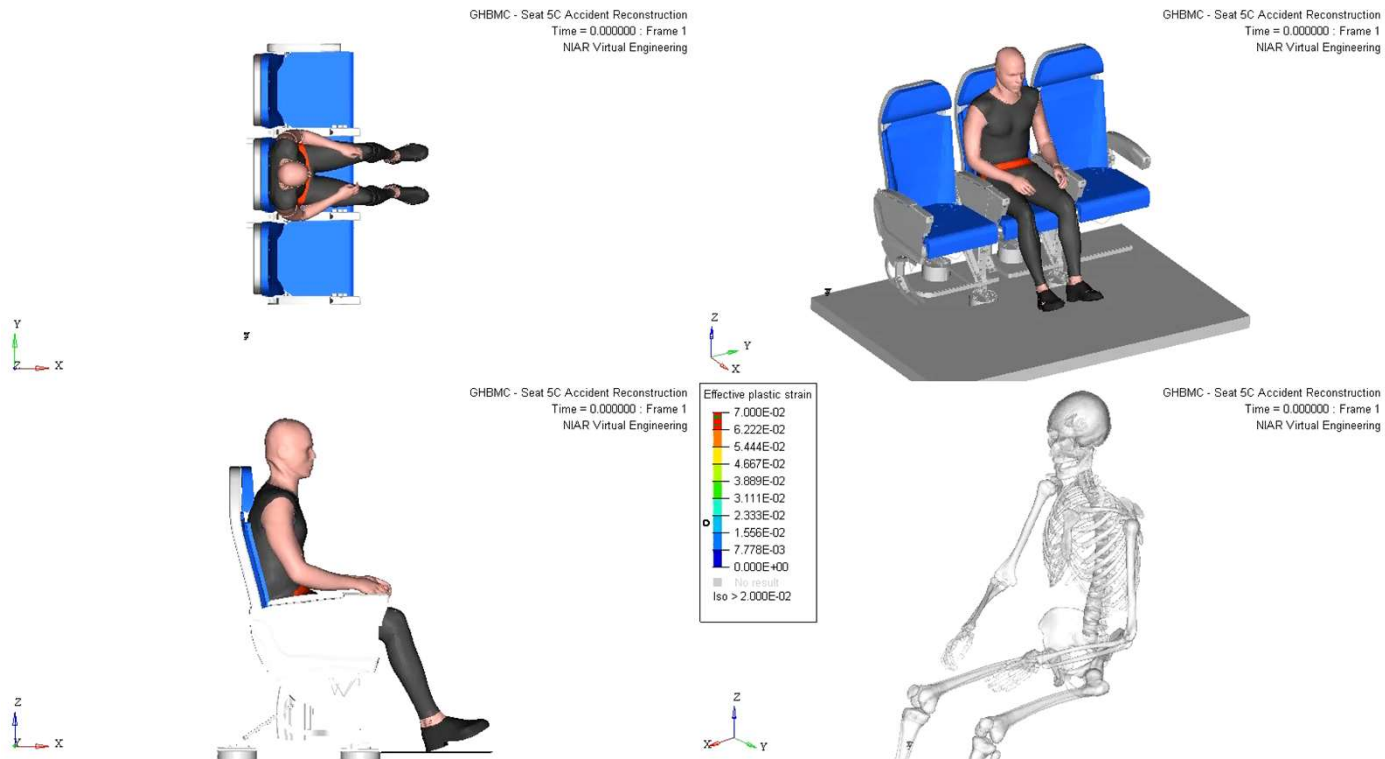 GHBMC - Seat 5C Accident Reconstruction
Time = 0.000000 : Frame 1
NIAR Virtual Engineering
Y
Z
X
GHBMC - Seat 5C Accident Reconstruction
Time = 0.000000 : Frame 1
NIAR Virtual Engineering
Z
Y
X
GHBMC - Seat 5C Accident Reconstruction
Time = 0.000000 : Frame 1
NIAR Virtual Engineering
Z
Y
X
Effective plastic strain
7.000E-02
6.222E-02
5.444E-02
4.667E-02
3.889E-02
3.111E-02
2.333E-02
1.556E-02
7.778E-03
0.000E+00
No result
Iso > 2.000E-02
GHBMC - Seat 5C Accident Reconstruction
Time = 0.000000 : Frame 1
NIAR Virtual Engineering
Z
X
Y